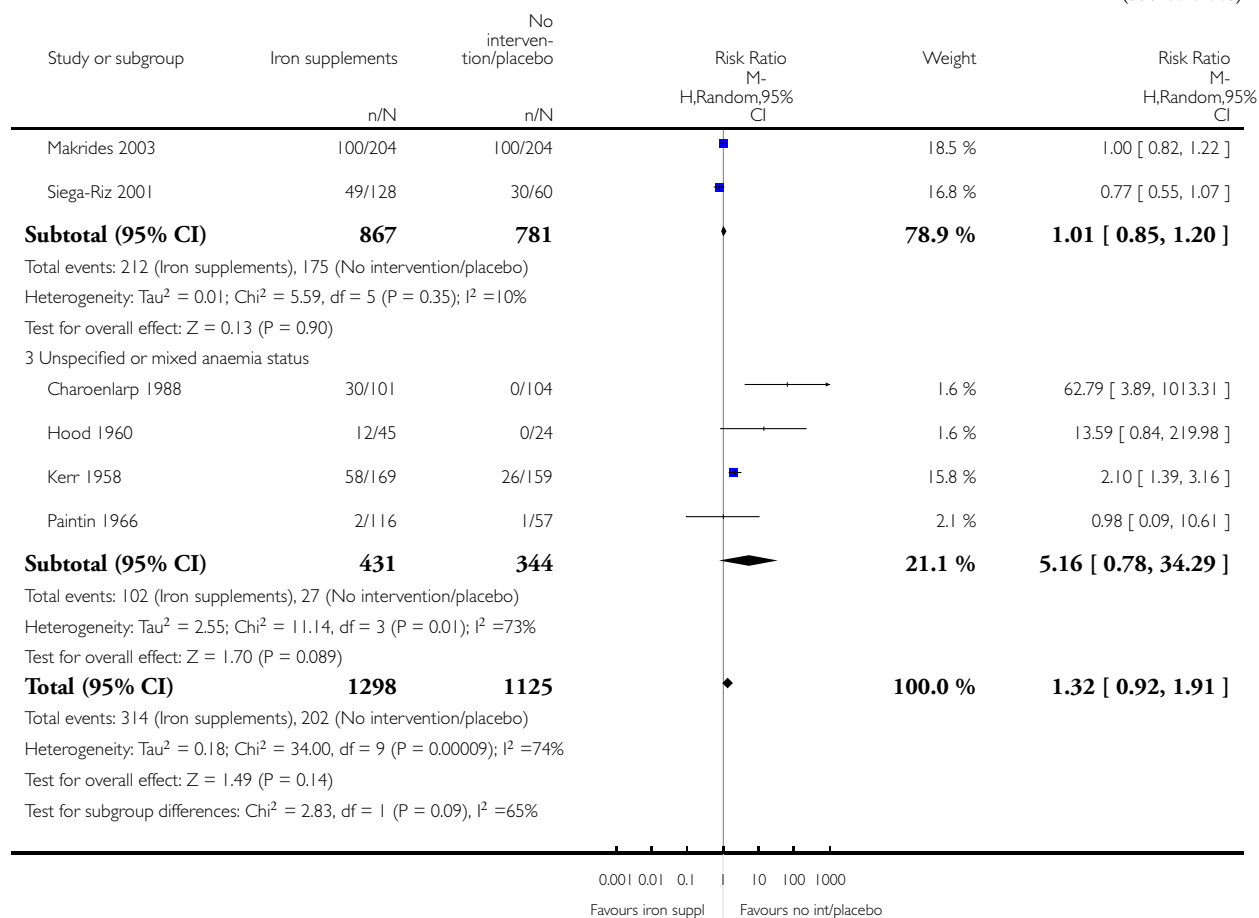 No
interven-
Study or subgroup Iron supplements tion/placebo Risk Ratio Weight Risk Ratio
M- M-
H,Random,95% H,Random,95%
n/N n/N CI CI
Makrides 2003 100/204 100/204 18.5 % 1.00 [ 0.82, 1.22 ]
Siega-Riz 2001 49/128 30/60 16.8 % 0.77 [ 0.55, 1.07 ]
Subtotal (95% CI) 867 781 78.9 % 1.01 [ 0.85, 1.20 ]
Total events: 212 (Iron supplements), 175 (No intervention/placebo)
Heterogeneity: Tau² = 0.01; Chi² = 5.59, df = 5 (P = 0.35); I² =10%
Test for overall effect: Z = 0.13 (P = 0.90)
3 Unspecified or mixed anaemia status
Charoenlarp 1988 30/101 0/104 1.6 % 62.79 [ 3.89, 1013.31 ]
Hood 1960 12/45 0/24 1.6 % 13.59 [ 0.84, 219.98 ]
Kerr 1958 58/169 26/159 15.8 % 2.10 [ 1.39, 3.16 ]
Paintin 1966 2/116 1/57 2.1 % 0.98 [ 0.09, 10.61 ]
Subtotal (95% CI) 431 344 21.1 % 5.16 [ 0.78, 34.29 ]
Total events: 102 (Iron supplements), 27 (No intervention/placebo)
Heterogeneity: Tau² = 2.55; Chi² = 11.14, df = 3 (P = 0.01); I² =73%
Test for overall effect: Z = 1.70 (P = 0.089)
Total (95% CI) 1298 1125 100.0 % 1.32 [ 0.92, 1.91 ]
Total events: 314 (Iron supplements), 202 (No intervention/placebo)
Heterogeneity: Tau² = 0.18; Chi² = 34.00, df = 9 (P = 0.00009); I² =74%
Test for overall effect: Z = 1.49 (P = 0.14)
Test for subgroup differences: Chi² = 2.83, df = 1 (P = 0.09), I² =65%
0.001 0.01 0.1 1 10 100 1000
Favours iron suppl Favours no int/placebo